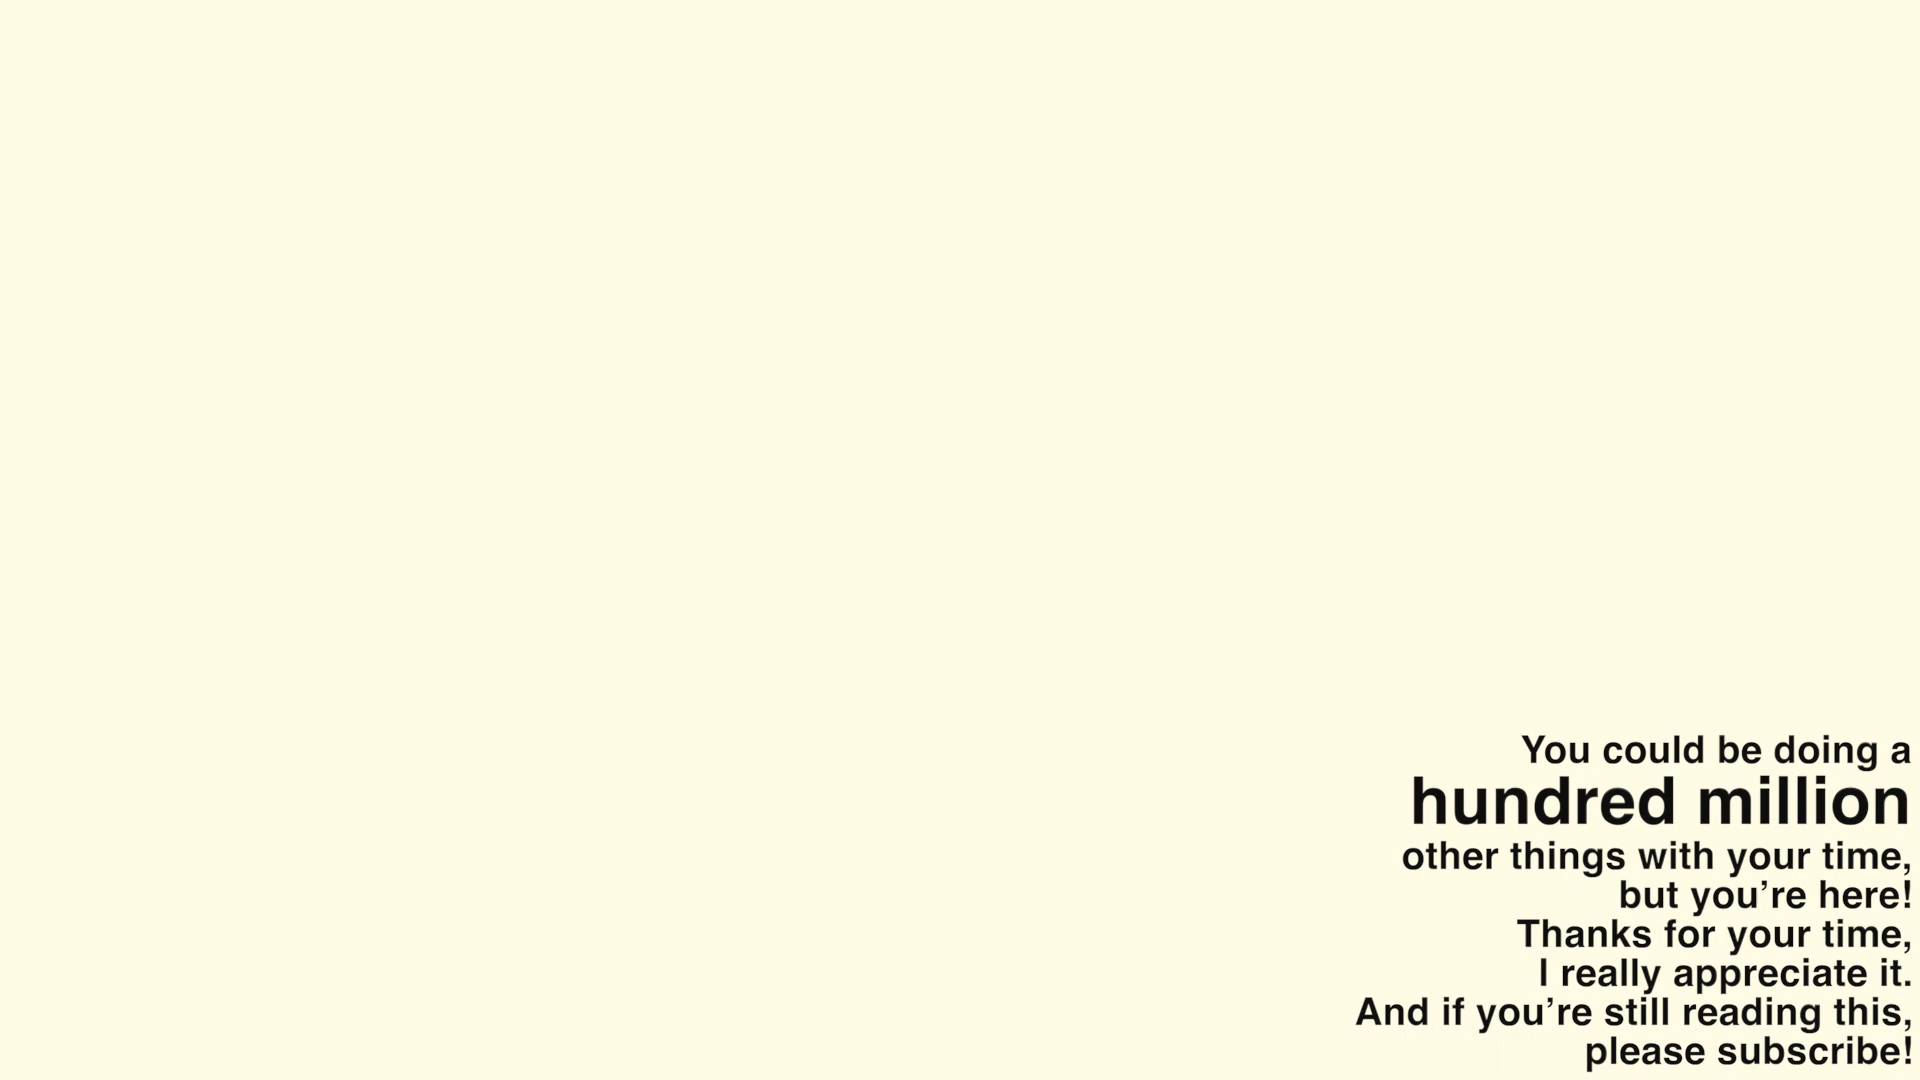 You could be doing a
hundred million
other things with your time,
but you’re here!
Thanks for your time,
I really appreciate it.
And if you’re still reading this,
please subscribe!